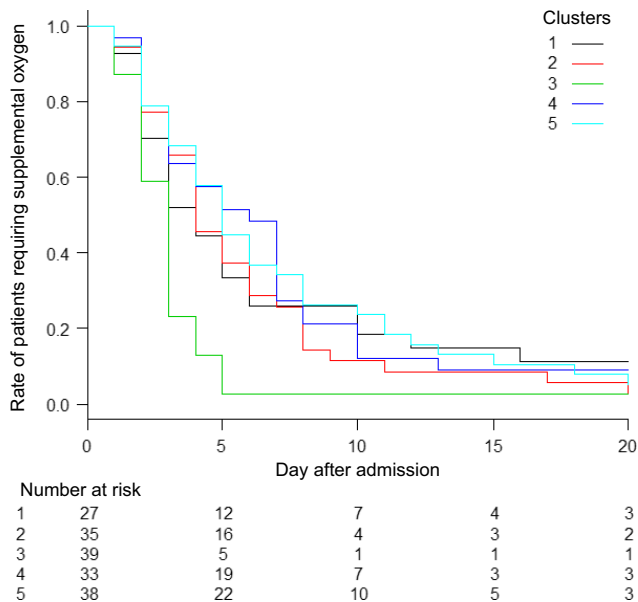 Clusters
1
2
3
4
5
Rate of patients requiring supplemental oxygen
1.0
0.8
0.6
0.4
0.2
0.0
0 5 10 15 20
Day after admission
Number at risk
1 27 12 7 4 3
2 35 16 4 3 2
3 39 5 1 1 1
4 33 19 7 3 3
5 38 22 10 5 3